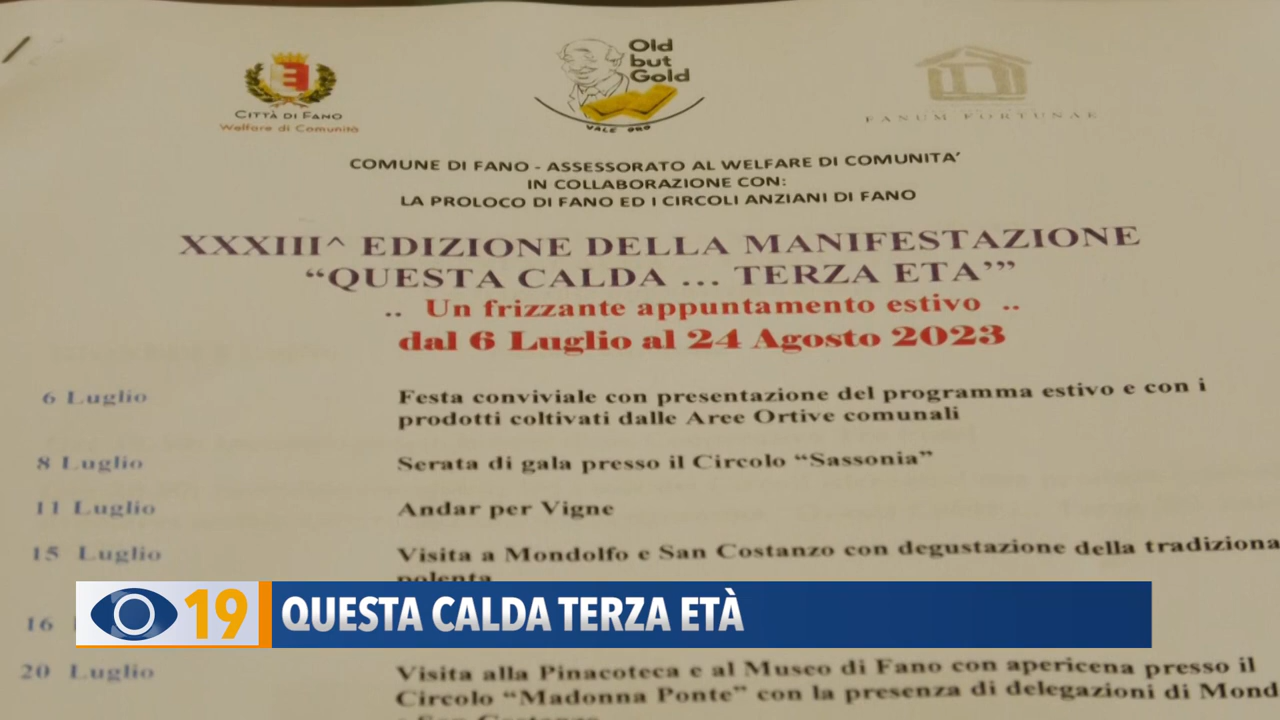 Old
but
Gold
VALE ORO
CITTÀ DI FANO
Welfare di Comunità
FANUM FORTUNAE
COMUNE DI FANO - ASSESSORATO AL WELFARE DI COMUNITA'
IN COLLABORAZIONE CON:
LA PROLOCO DI FANO ED I CIRCOLI ANZIANI DI FANO
XXXIII^ EDIZIONE DELLA MANIFESTAZIONE
“QUESTA CALDA ... TERZA ETA'”
.. Un frizzante appuntamento estivo ..
dal 6 Luglio al 24 Agosto 2023
6 Luglio Festa conviviale con presentazione del programma estivo e con i
prodotti coltivati dalle Aree Ortive comunali
8 Luglio Serata di gala presso il Circolo “Sassonia”
11 Luglio Andar per Vigne
15 Luglio Visita a Mondolfo e San Costanzo con degustazione della tradiziona
polenta
16
19 QUESTA CALDA TERZA ETÀ
20 Luglio Visita alla Pinacoteca e al Museo di Fano con apericena presso il
Circolo “Madonna Ponte” con la presenza di delegazioni di Mond